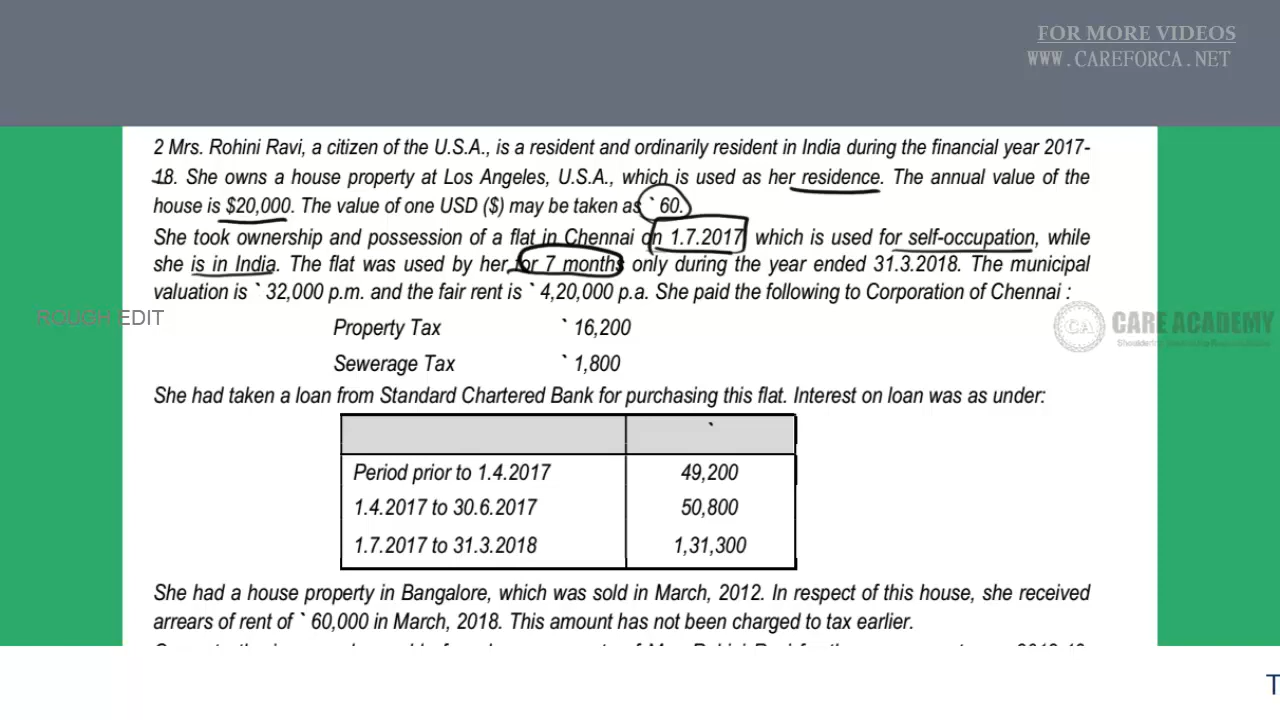 FOR MORE VIDEOS
WWW.CAREFORCA.NET
2 Mrs. Rohini Ravi, a citizen of the U.S.A., is a resident and ordinarily resident in India during the financial year 2017-
18. She owns a house property at Los Angeles, U.S.A., which is used as her residence. The annual value of the
house is $20,000. The value of one USD ($) may be taken as ` 60.
She took ownership and possession of a flat in Chennai on 1.7.2017, which is used for self-occupation, while
she is in India. The flat was used by her for 7 months only during the year ended 31.3.2018. The municipal
valuation is ` 32,000 p.m. and the fair rent is ` 4,20,000 p.a. She paid the following to Corporation of Chennai :
ROUGH EDIT
CA CARE ACADEMY
Property Tax ` 16,200
Sewerage Tax ` 1,800
She had taken a loan from Standard Chartered Bank for purchasing this flat. Interest on loan was as under:
`
Period prior to 1.4.2017 49,200
1.4.2017 to 30.6.2017 50,800
1.7.2017 to 31.3.2018 1,31,300
She had a house property in Bangalore, which was sold in March, 2012. In respect of this house, she received
arrears of rent of ` 60,000 in March, 2018. This amount has not been charged to tax earlier.
T